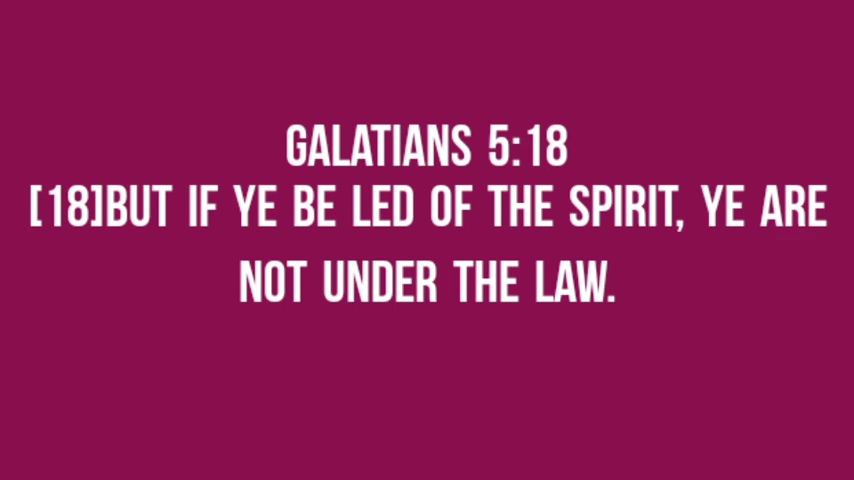 GALATIANS 5:18
[18]BUT IF YE BE LED OF THE SPIRIT, YE ARE
NOT UNDER THE LAW.